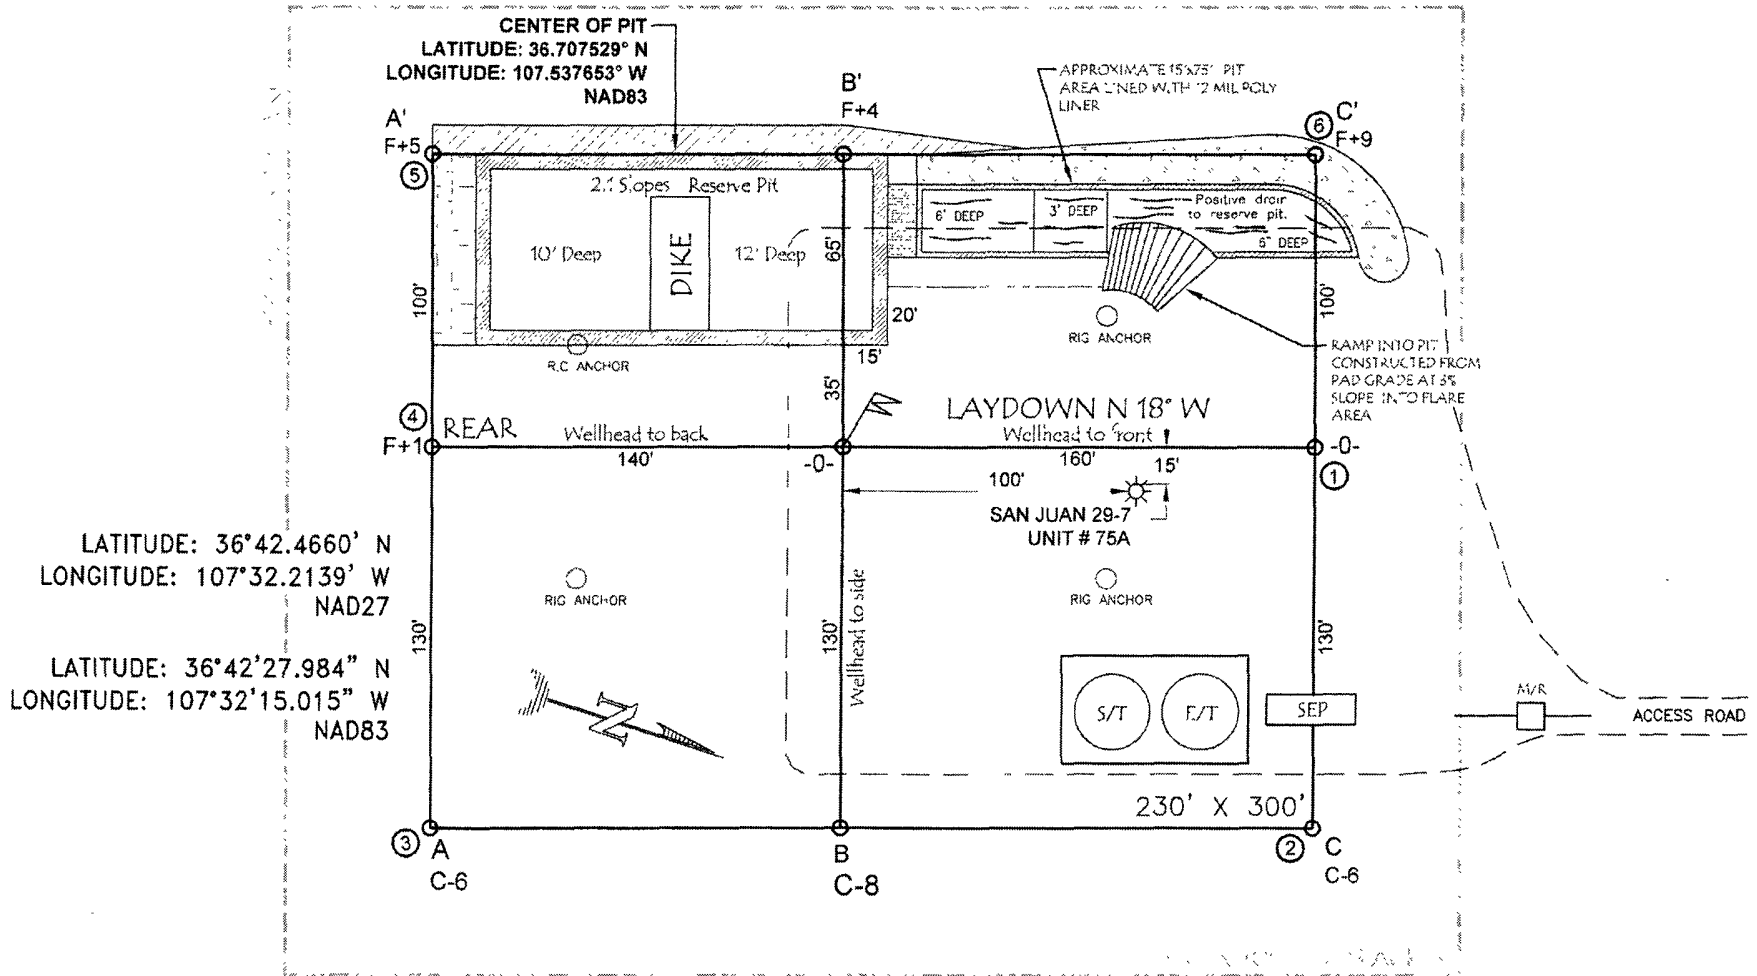 CENTER OF PIT
LATITUDE: 36.707529° N
LONGITUDE: 107.537653° W
NAD83
A'
F+5
5
B'
F+4
APPROXIMATE PIT
AREA LINED WITH 12 MIL POLY
LINER
6
C'
F+9
2:1 Slopes Reserve Pit
10' Deep
DIKE
12' Deep
65'
6' DEEP
3' DEEP
Positive drain
to reserve pit.
6' DEEP
100'
20'
15'
35'
100'
R.C ANCHOR
RIG ANCHOR
RAMP INTO PIT
CONSTRUCTED FROM
PAD GRADE AT
SLOPE INTO FLARE
AREA
4
F+1
REAR
Wellhead to back
140'
-0-
LAYDOWN N 18° W
Wellhead to front
160'
15'
-0-
1
100'
SAN JUAN 29-7
UNIT # 75A
LATITUDE: 36°42.4660' N
LONGITUDE: 107°32.2139' W
NAD27
LATITUDE: 36°42'27.984" N
LONGITUDE: 107°32'15.015" W
NAD83
RIG ANCHOR
RIG ANCHOR
130'
130'
Wellhead to side
130'
N
S/T
F/T
SEP
M/R
ACCESS ROAD
230' X 300'
3
A
C-6
B
C-8
2
C
C-6